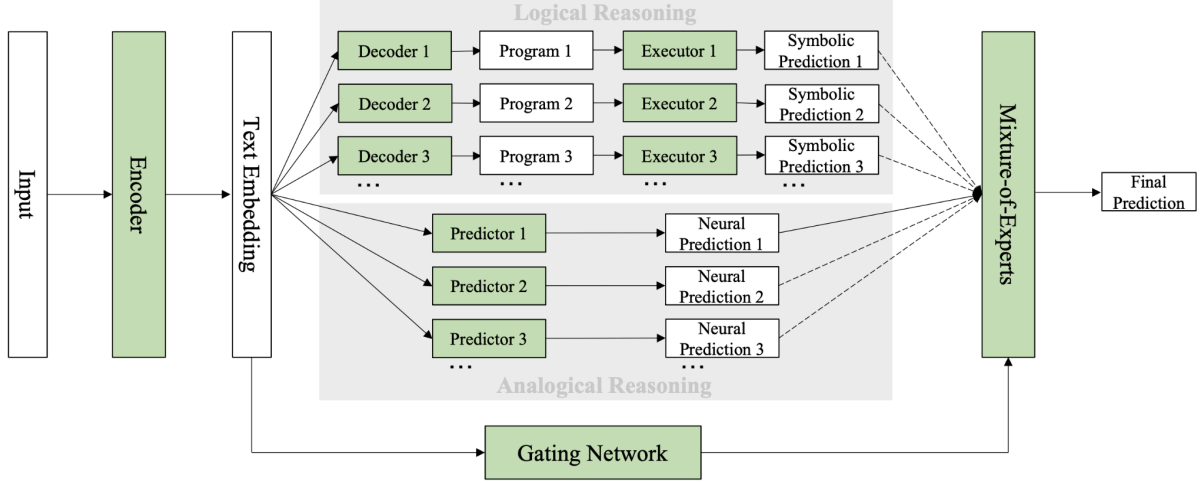 Logical Reasoning
Input
Encoder
Text Embedding
Decoder 1
Program 1
Executor 1
Symbolic
Prediction 1
Decoder 2
Program 2
Executor 2
Symbolic
Prediction 2
Decoder 3
Program 3
Executor 3
Symbolic
Prediction 3
...
...
...
...
Predictor 1
Neural
Prediction 1
Predictor 2
Neural
Prediction 2
Predictor 3
Neural
Prediction 3
...
...
Analogical Reasoning
Gating Network
Mixture-of-Experts
Final
Prediction